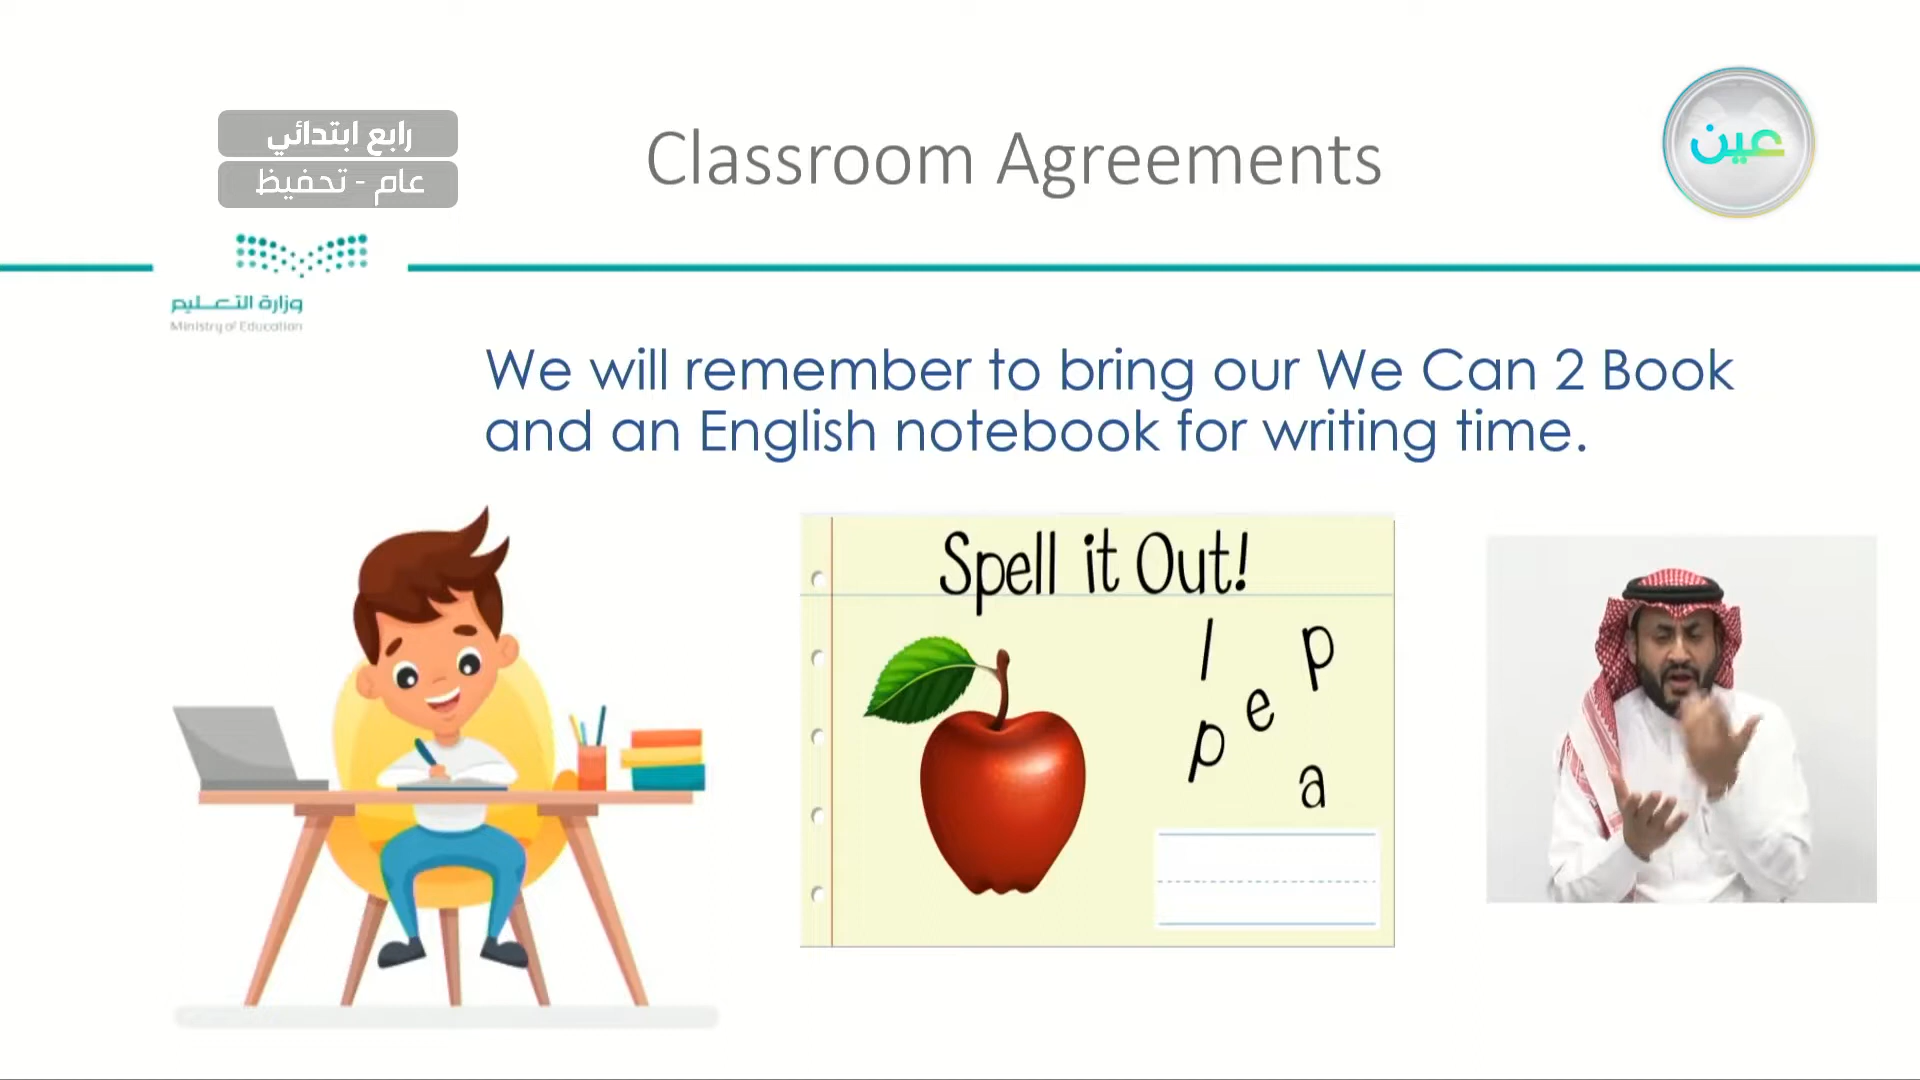 رابع ابتدائي
عام - تحفيظ
Classroom Agreements
عين
وزارة التعليم
Ministry of Education
We will remember to bring our We Can 2 Book
and an English notebook for writing time.
Spell it Out!
l p
e
p
a